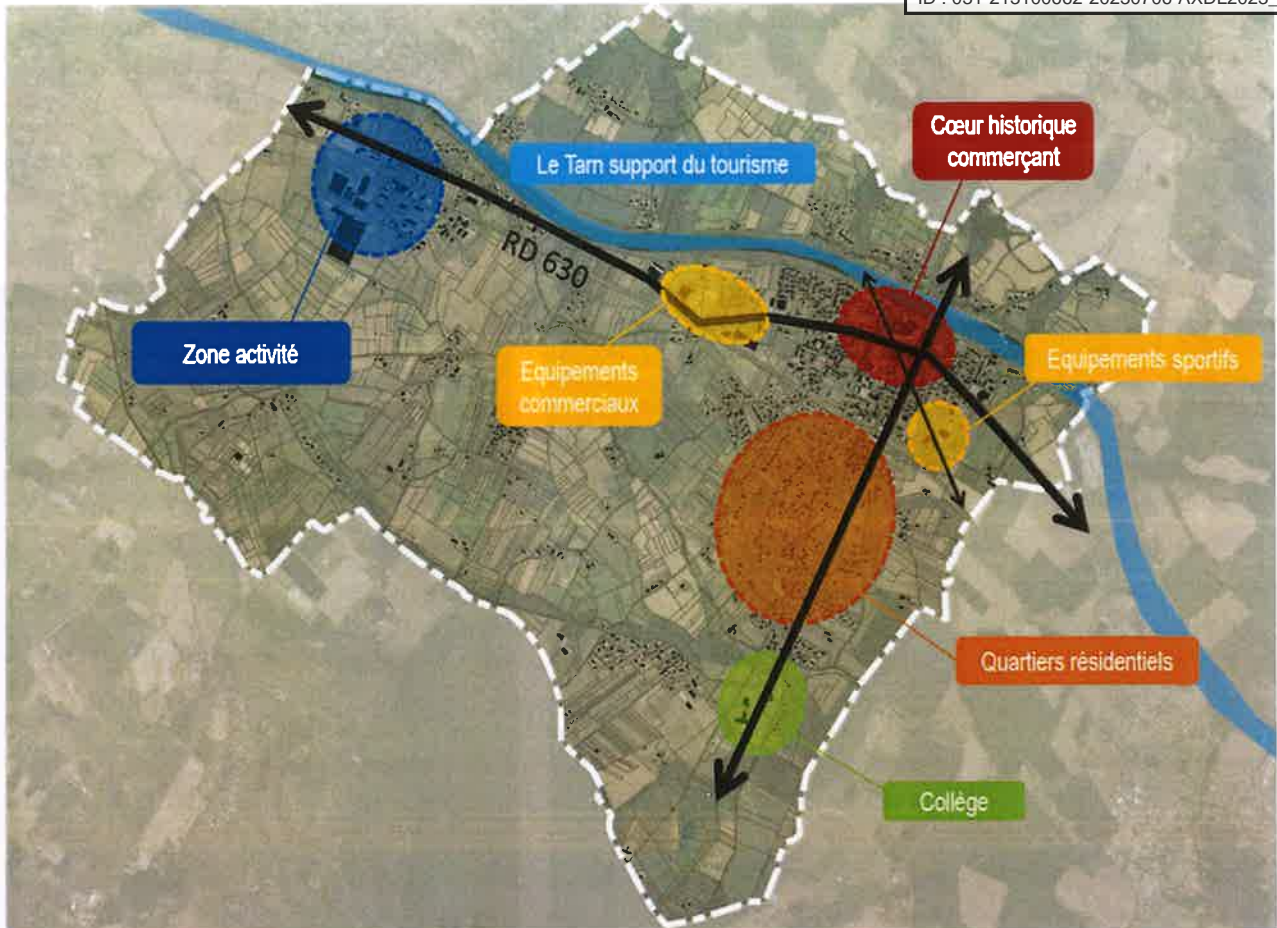 Cœur historique
commerçant
Le Tarn support du tourisme
RD 630
Zone activité
Equipements
commerciaux
Equipements sportifs
Quartiers résidentiels
Collège